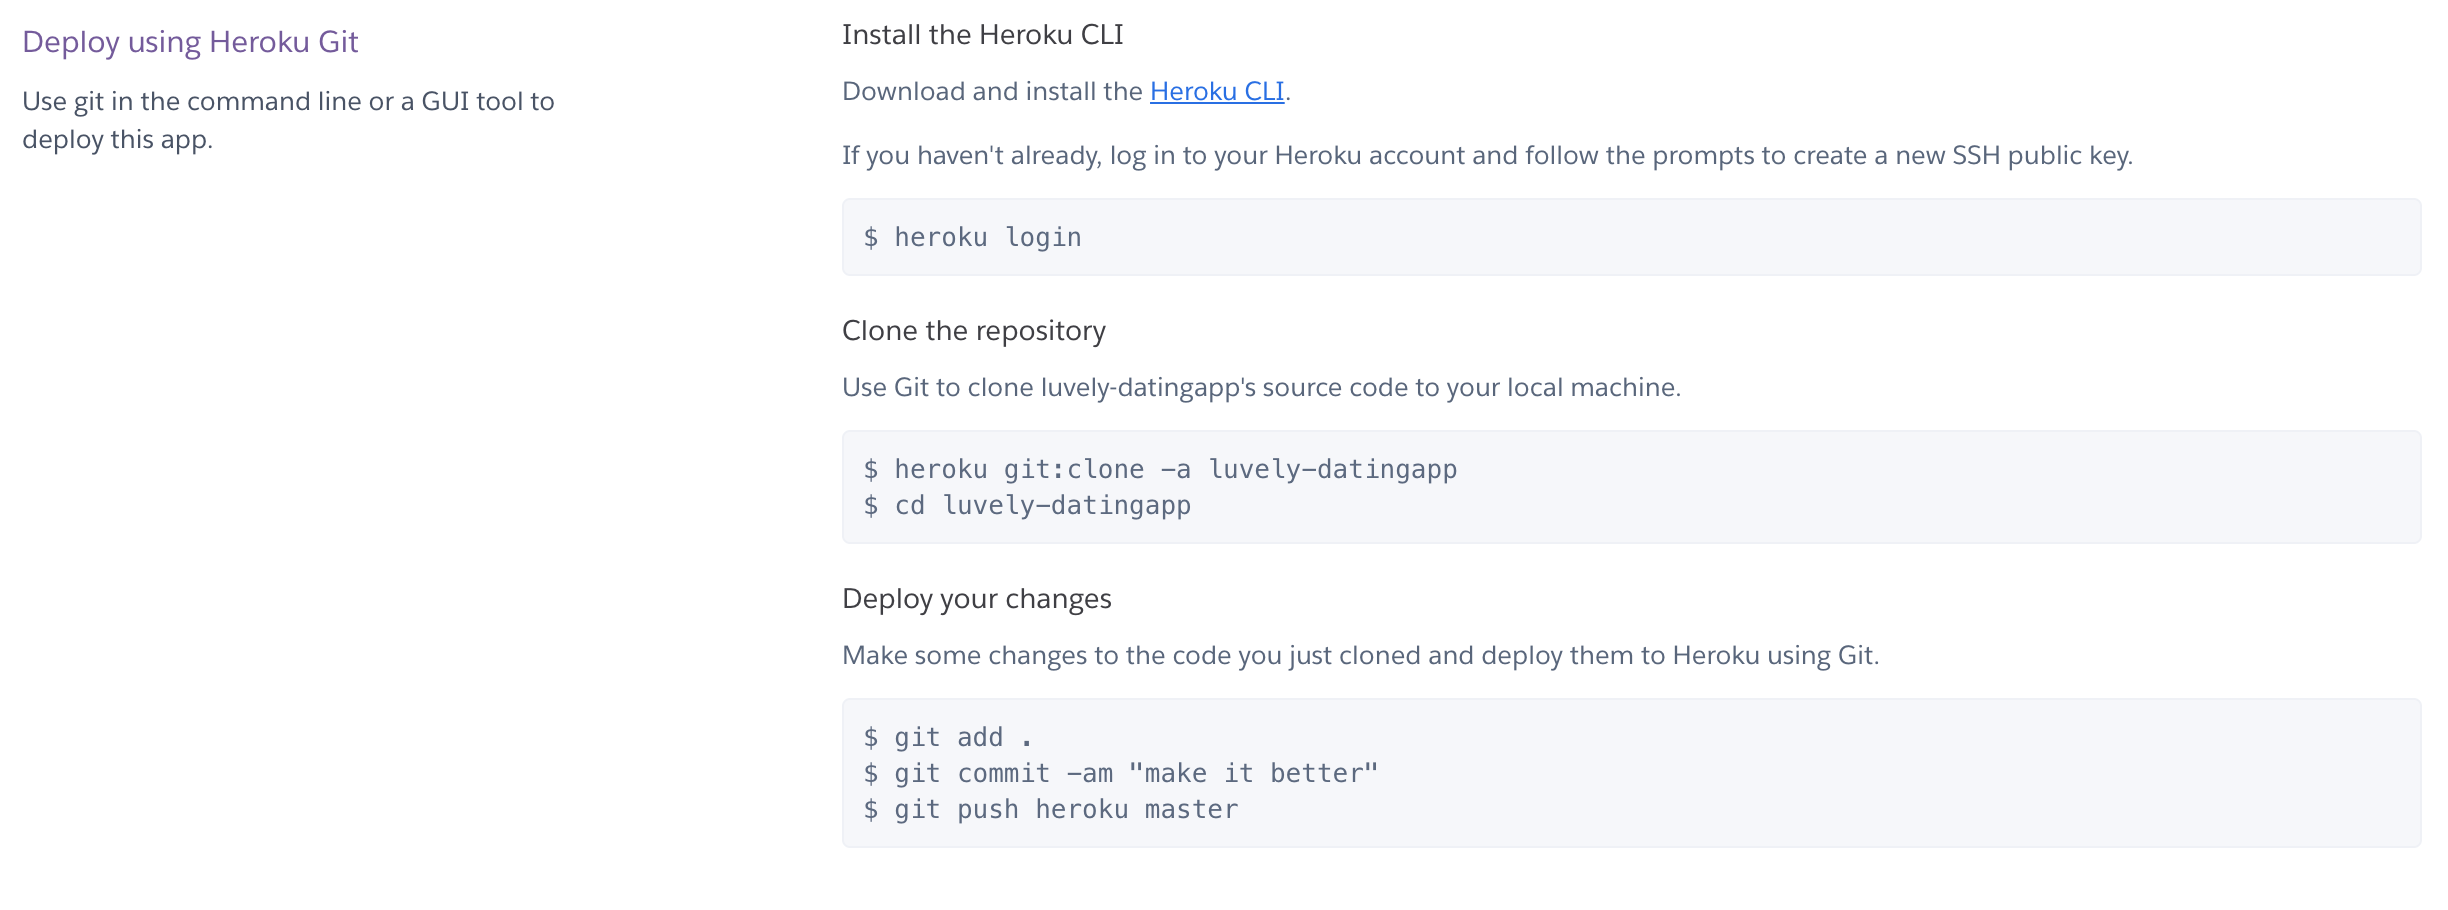 Deploy using Heroku Git
Use git in the command line or a GUI tool to
deploy this app.
Install the Heroku CLI
Download and install the Heroku CLI.
If you haven't already, log in to your Heroku account and follow the prompts to create a new SSH public key.
$ heroku login
Clone the repository
Use Git to clone luvely-datingapp's source code to your local machine.
$ heroku git:clone -a luvely-datingapp
$ cd luvely-datingapp
Deploy your changes
Make some changes to the code you just cloned and deploy them to Heroku using Git.
$ git add .
$ git commit -am "make it better"
$ git push heroku master